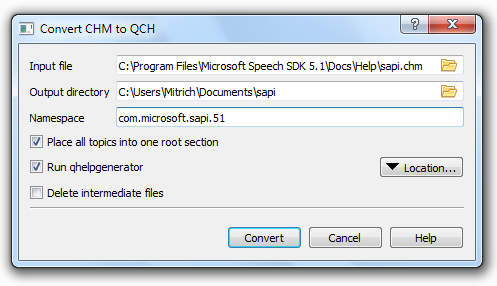 Convert CHM to QCH
Input file C:\Program Files\Microsoft Speech SDK 5.1\Docs\Help\sapi.chm
Output directory C:\Users\Mitrich\Documents\sapi
Namespace com.microsoft.sapi.51
Place all topics into one root section
Run qhelpgenerator Location...
Delete intermediate files
Convert Cancel Help